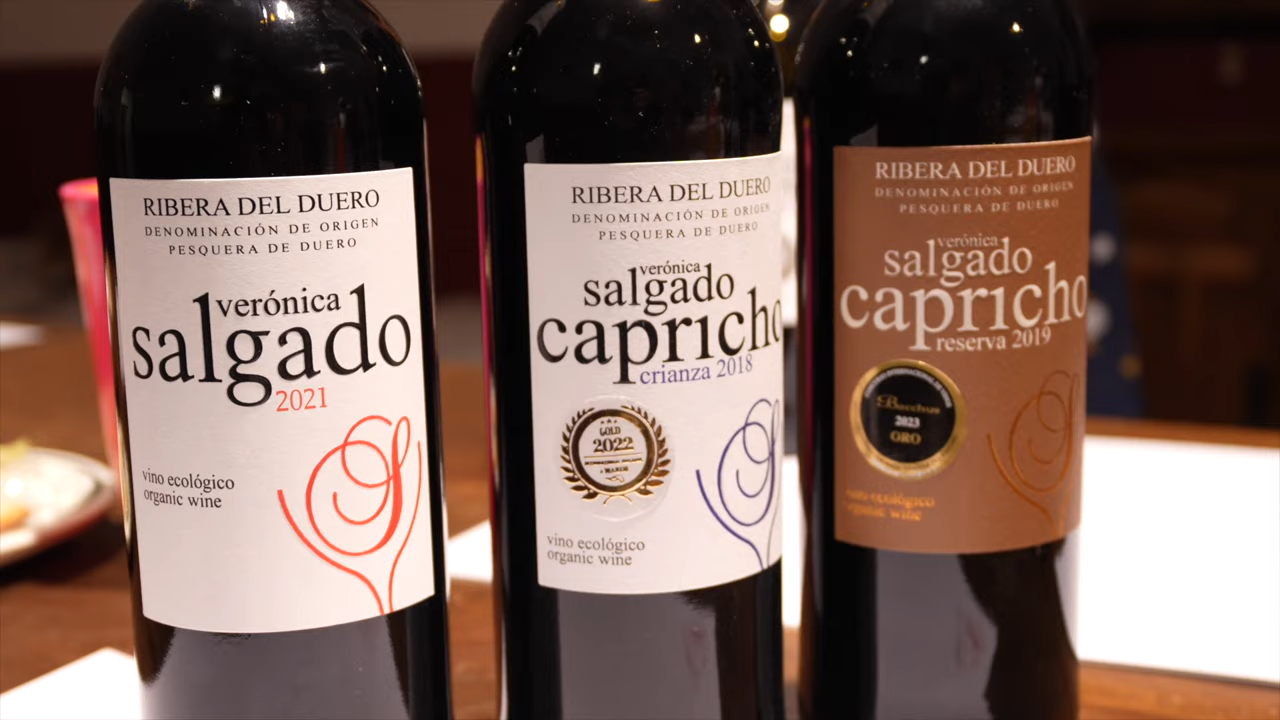 RIBERA DEL DUERO
DENOMINACIÓN DE ORIGEN
PESQUERA DE DUERO
verónica
salgado
2021
vino ecológico
organic wine
RIBERA DEL DUERO
DENOMINACIÓN DE ORIGEN
PESQUERA DE DUERO
verónica
salgado
capricho
crianza 2018
GOLD
2022
vino ecológico
organic wine
RIBERA DEL DUERO
DENOMINACIÓN DE ORIGEN
PESQUERA DE DUERO
verónica
salgado
capricho
reserva 2019
Bacchus
2023
ORO
vino ecológico
organic wine